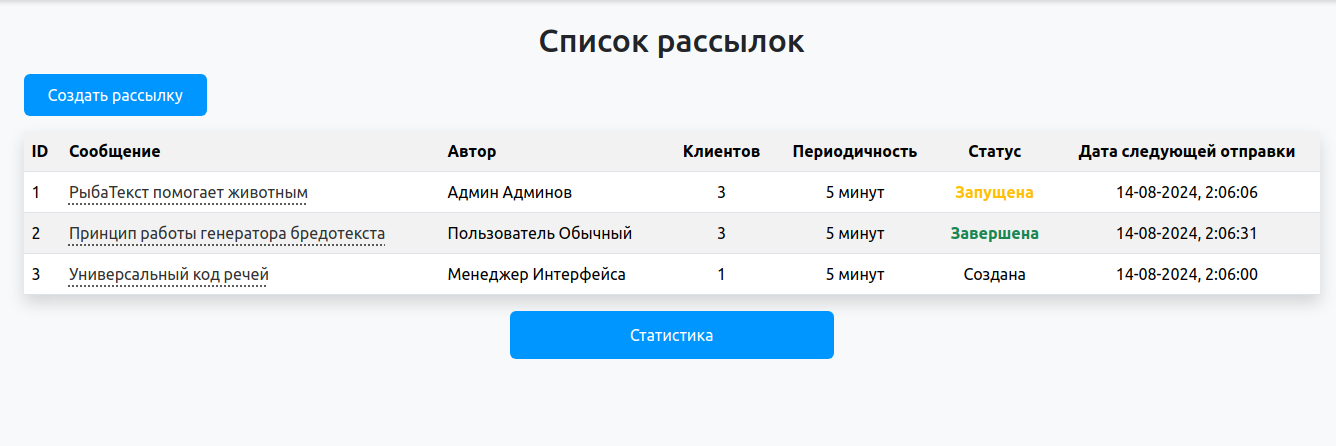 Список рассылок
Создать рассылку
ID Сообщение Автор Клиентов Периодичность Статус Дата следующей отправки
1 РыбаТекст помогает животным Админ Админов 3 5 минут Запущена 14-08-2024, 2:06:06
2 Принцип работы генератора бредотекста Пользователь Обычный 3 5 минут Завершена 14-08-2024, 2:06:31
3 Универсальный код речей Менеджер Интерфейса 1 5 минут Создана 14-08-2024, 2:06:00
Статистика